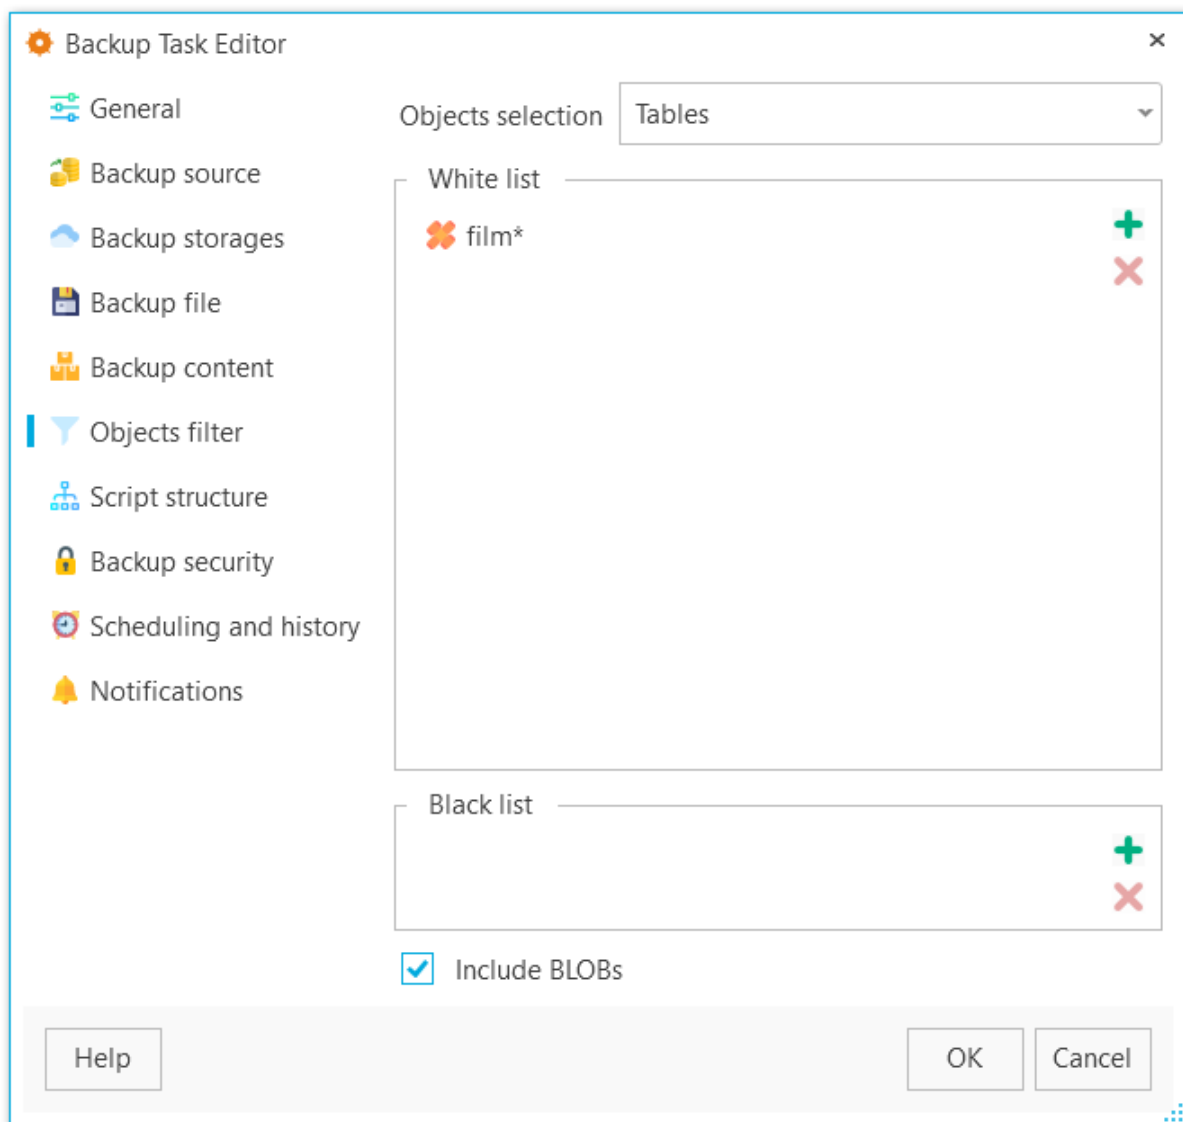 Backup Task Editor
General
Backup source
Backup storages
Backup file
Backup content
Objects filter
Script structure
Backup security
Scheduling and history
Notifications
Objects selection
Tables
White list
film*
Black list
Include BLOBs
Help
OK
Cancel